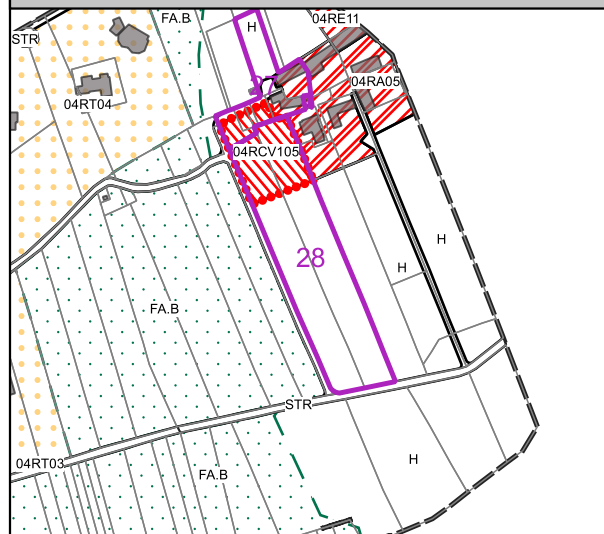 04RE11
FA.B
H
STR
04RA05
04RT04
04RCV105
H
28
H
FA.B
STR
04RT03
H
FA.B